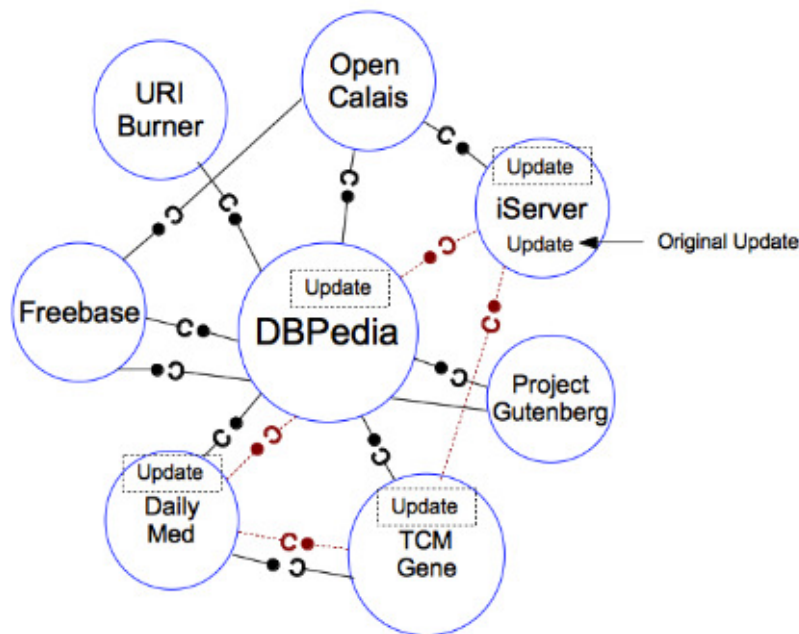 Open
Calais
URI
Burner
Update
iServer
Update
Original Update
Update
DBPedia
Freebase
Project
Gutenberg
Update
Daily
Med
Update
TCM
Gene